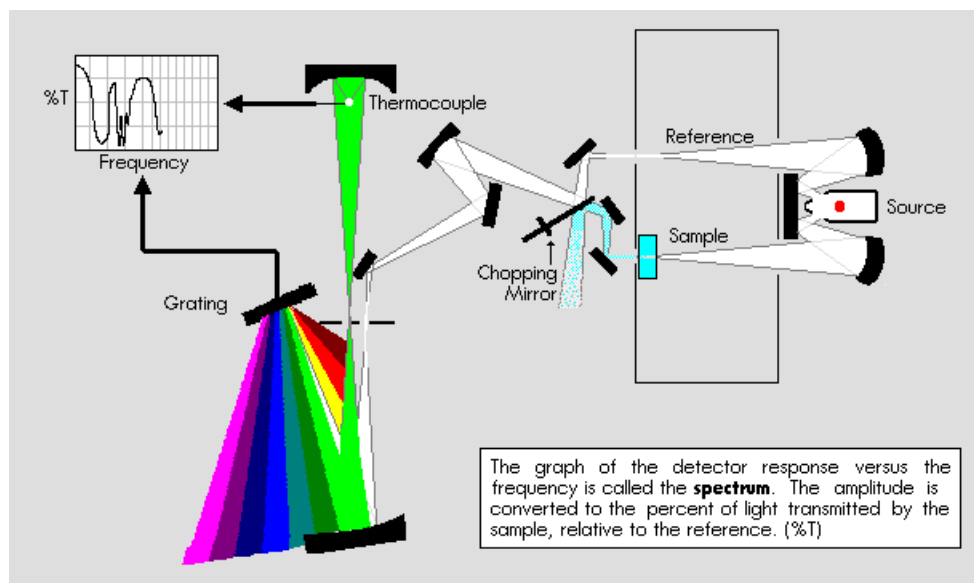 %T
Frequency
Thermocouple
Reference
Source
Sample
Chopping
Mirror
Grating
The graph of the detector response versus the
frequency is called the spectrum. The amplitude is
converted to the percent of light transmitted by the
sample, relative to the reference. (%T)